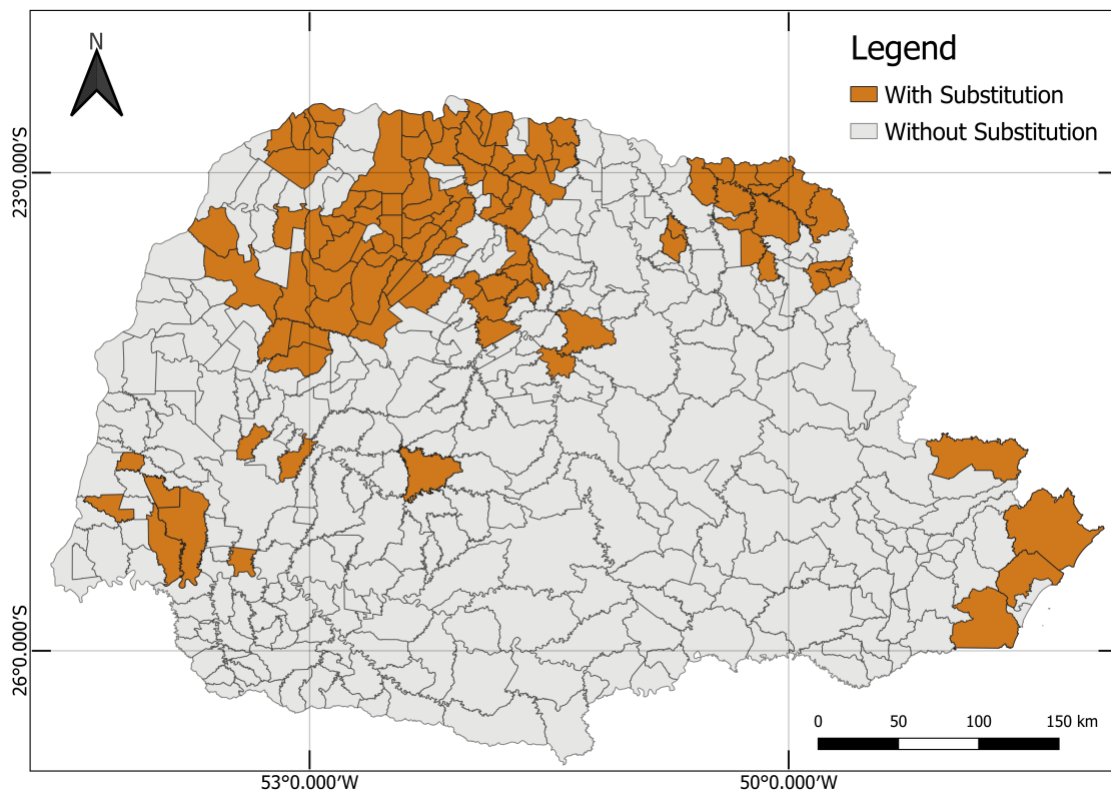 N
Legend
With Substitution
Without Substitution
23°0.000′S
26°0.000′S
0 50 100 150 km
53°0.000′W 50°0.000′W